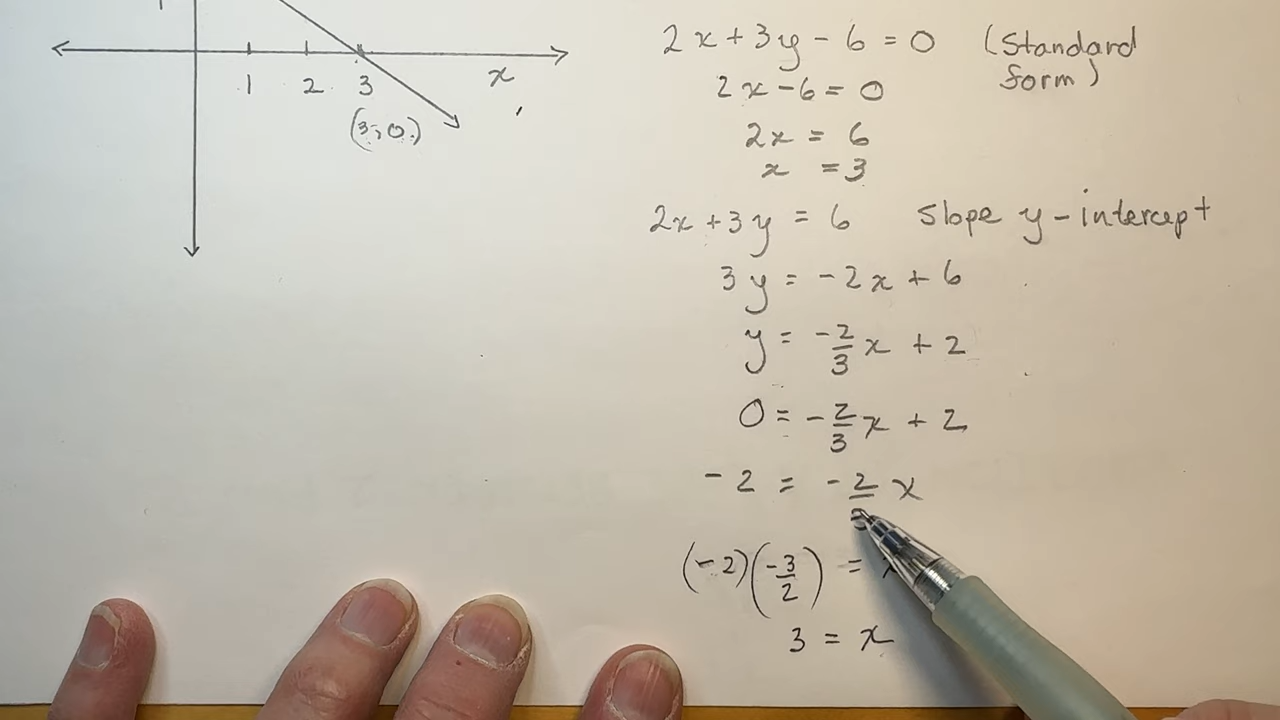 1 2 3 x
(3, 0)
2x + 3y - 6 = 0 (Standard
form)
2x - 6 = 0
2x = 6
x = 3
2x + 3y = 6 Slope y-intercept
3y = -2x + 6
y = -2/3 x + 2
0 = -2/3 x + 2
-2 = -2/3 x
(-2)(-3/2) = x
3 = x